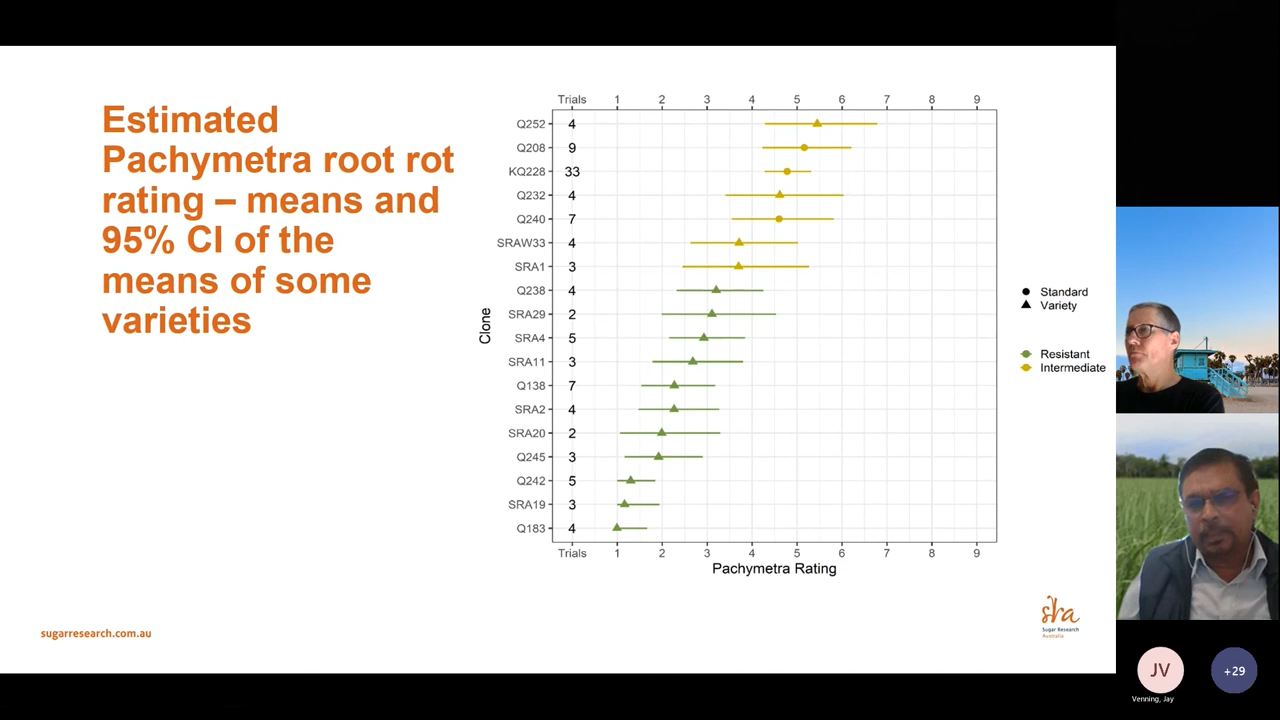 Estimated
Pachymetra root rot
rating – means and
95% CI of the
means of some
varieties
Trials 1 2 3 4 5 6 7 8 9
Q252 4
Q208 9
KQ228 33
Q232 4
Q240 7
SRAW33 4
SRA1 3
Q238 4
SRA29 2
SRA4 5
SRA11 3
Q138 7
SRA2 4
SRA20 2
Q245 3
Q242 5
SRA19 3
Q183 4
Trials 1 2 3 4 5 6 7 8 9
Clone
Pachymetra Rating
Standard
Variety
Resistant
Intermediate
sugarresearch.com.au
sra
Sugar Research
Australia
JV
Venning, Jay
+29